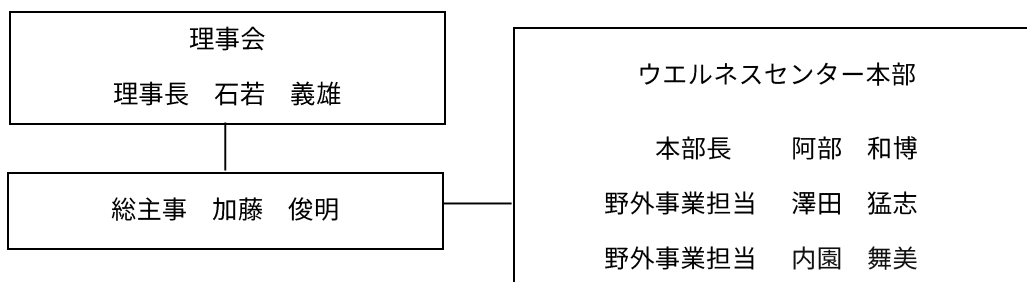 理事会
理事長　石若　義雄
総主事　加藤　俊明
ウエルネスセンター本部
本部長　阿部　和博
野外事業担当　澤田　猛志
野外事業担当　内園　舞美